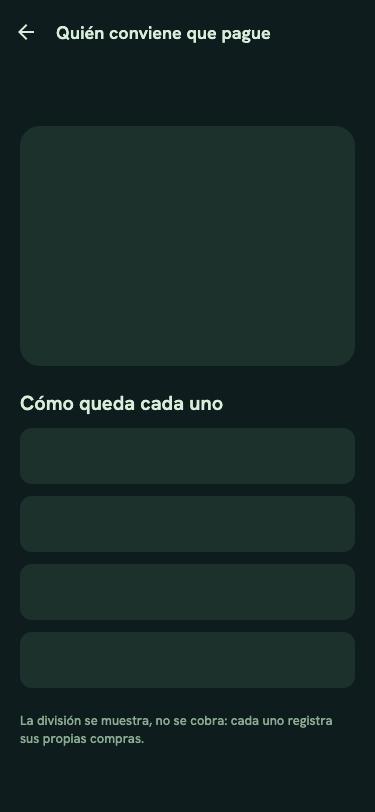 Quién conviene que pague
Cómo queda cada uno
La división se muestra, no se cobra: cada uno registra
sus propias compras.